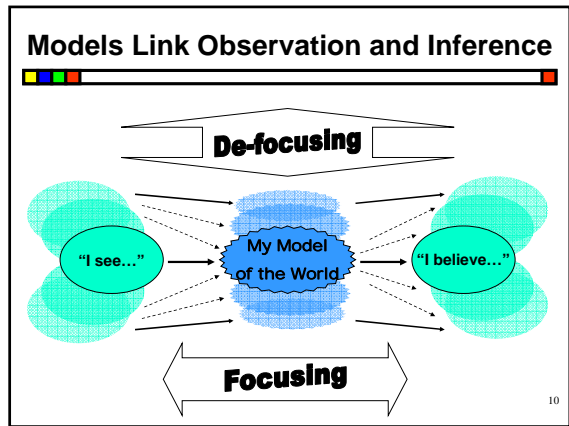 Models Link Observation and Inference
De-focusing
"I see..."
My Model
of the World
"I believe..."
Focusing
10